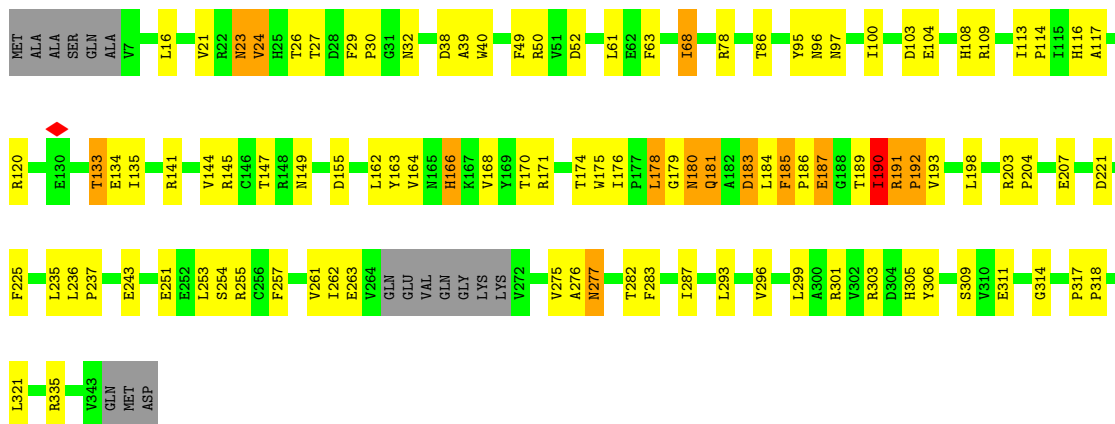 MET ALA ALA SER GLN ALA V7 L16 V21 R22 N23 V24 H25 T26 T27 D28 F29 P30 G31 N32 D38 A39 W40 F49 R50 V51 D52 L61 E62 F63 I68 R78 T86 Y95 N96 N97 I100 D103 E104 H108 R109 I113 P114 I115 H116 A117
R120 E130 T133 E134 I135 R141 V144 R145 C146 T147 R148 N149 D155 L162 Y163 V164 N165 H166 K167 V168 Y169 T170 R171 T174 W175 I176 P177 L178 G179 N180 Q181 A182 D183 L184 F185 P186 E187 G188 T189 I190 R191 P192 V193 L198 R203 P204 E207 D221
F225 L235 L236 P237 E243 E251 E252 L253 S254 R255 C256 F257 V261 I262 E263 V264 GLN GLU VAL GLN GLY LYS LYS V272 V275 A276 N277 T282 F283 I287 L293 V296 L299 A300 R301 V302 R303 D304 H305 Y306 S309 V310 E311 G314 P317 P318
L321 R335 V343 GLN MET ASP